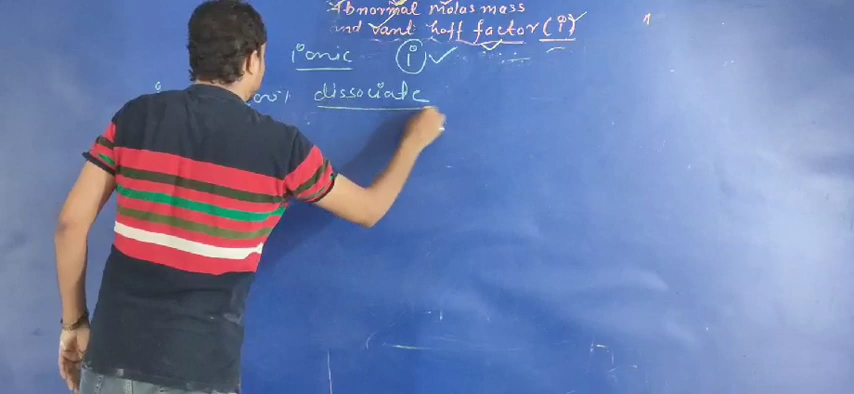 Abnormal molas mass
and vant hoff factor (i)
ionic i
dissociate